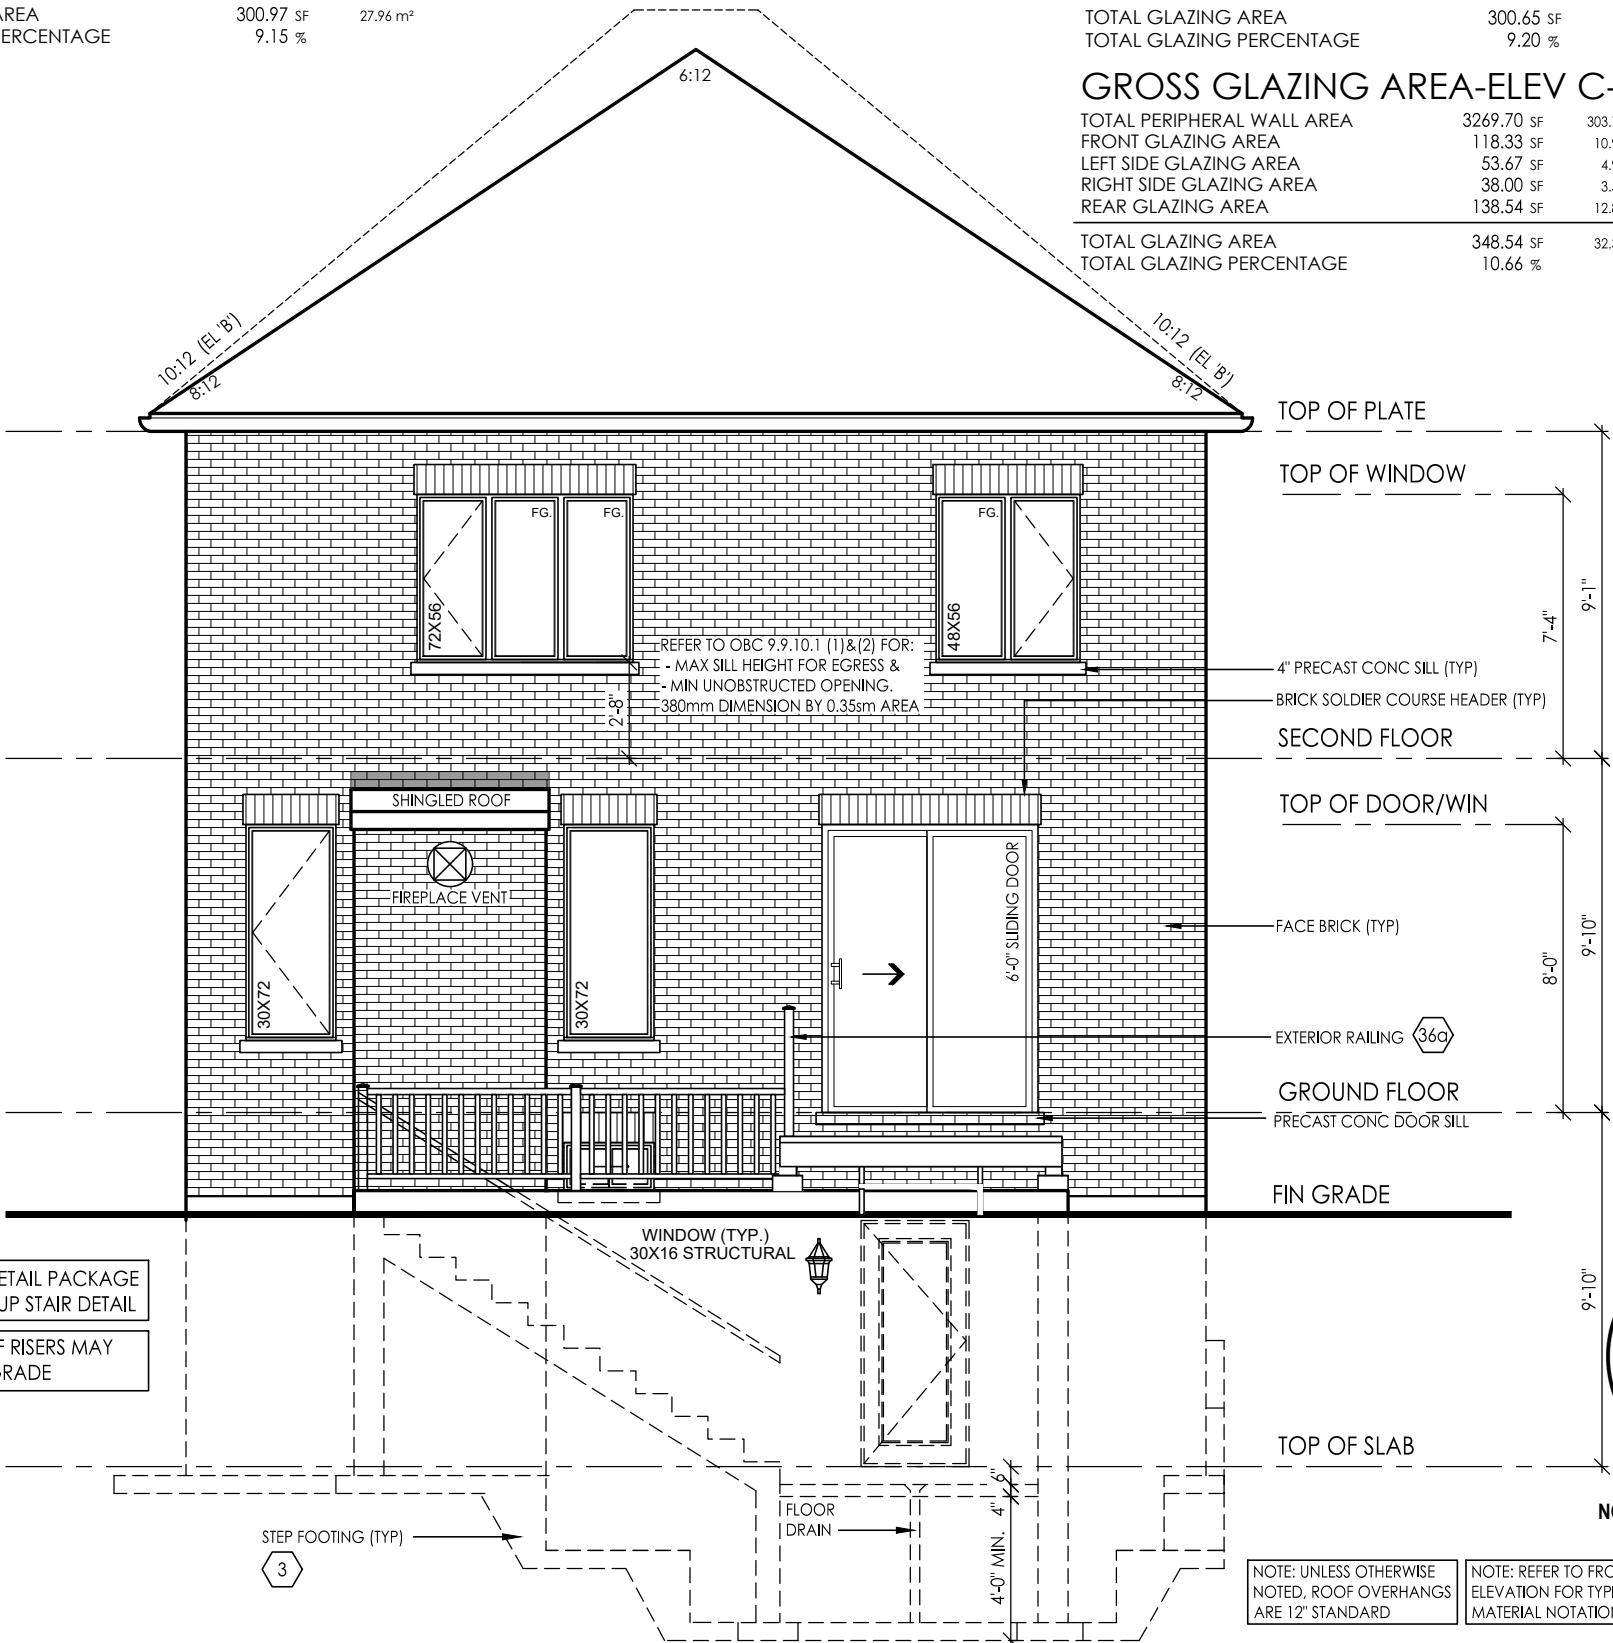 AREA 300.97 SF 27.96 m²
PERCENTAGE 9.15 %
TOTAL GLAZING AREA 300.65 SF
TOTAL GLAZING PERCENTAGE 9.20 %
GROSS GLAZING AREA-ELEV C-
TOTAL PERIPHERAL WALL AREA 3269.70 SF
FRONT GLAZING AREA 118.33 SF
LEFT SIDE GLAZING AREA 53.67 SF
RIGHT SIDE GLAZING AREA 38.00 SF
REAR GLAZING AREA 138.54 SF
TOTAL GLAZING AREA 348.54 SF
TOTAL GLAZING PERCENTAGE 10.66 %
6:12
10:12 (EL 'B')
8:12
10:12 (EL 'B')
8:12
TOP OF PLATE
TOP OF WINDOW
FG.
FG.
FG.
72X56
48X56
9'-1"
7'-4"
REFER TO OBC 9.9.10.1 (1)&(2) FOR:
- MAX SILL HEIGHT FOR EGRESS &
- MIN UNOBSTRUCTED OPENING.
380mm DIMENSION BY 0.35sm AREA
2'-8"
4" PRECAST CONC SILL (TYP)
BRICK SOLDIER COURSE HEADER (TYP)
SECOND FLOOR
SHINGLED ROOF
TOP OF DOOR/WIN
FIREPLACE VENT
6'-0" SLIDING DOOR
FACE BRICK (TYP)
9'-10"
8'-0"
30X72
30X72
EXTERIOR RAILING 36a
GROUND FLOOR
PRECAST CONC DOOR SILL
FIN GRADE
WINDOW (TYP.)
30X16 STRUCTURAL
ETAIL PACKAGE
UP STAIR DETAIL
F RISERS MAY
GRADE
9'-10"
TOP OF SLAB
6"
4"
4'-0" MIN.
FLOOR
DRAIN
STEP FOOTING (TYP)
3
NOTE: UNLESS OTHERWISE
NOTED, ROOF OVERHANGS
ARE 12" STANDARD
NOTE: REFER TO FRO
ELEVATION FOR TYP
MATERIAL NOTATION